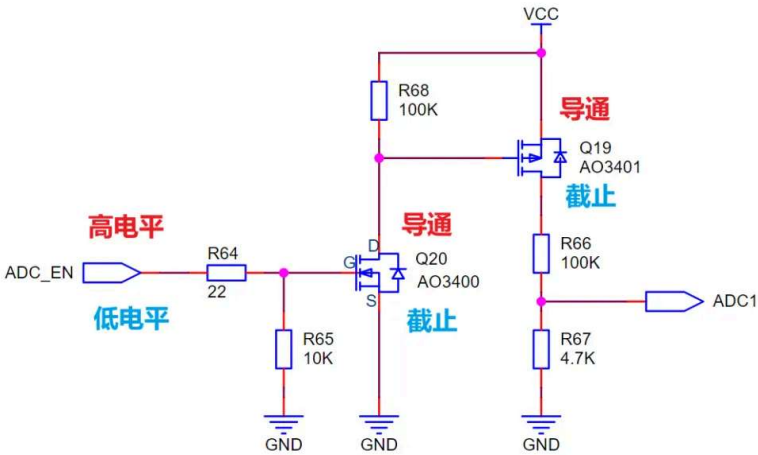 VCC
R68
100K
导通
Q19
AO3401
截止
高电平
导通
R64
D
G
Q20
R66
100K
ADC_EN
22
AO3400
S
ADC1
低电平
截止
R65
10K
R67
4.7K
GND
GND
GND